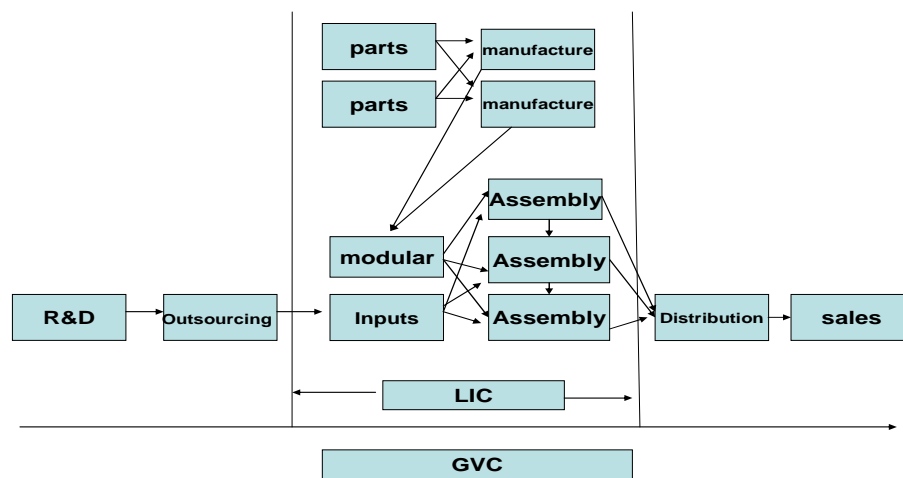 parts
manufacture
parts
manufacture
Assembly
modular
Assembly
R&D
Outsourcing
Inputs
Assembly
Distribution
sales
LIC
GVC